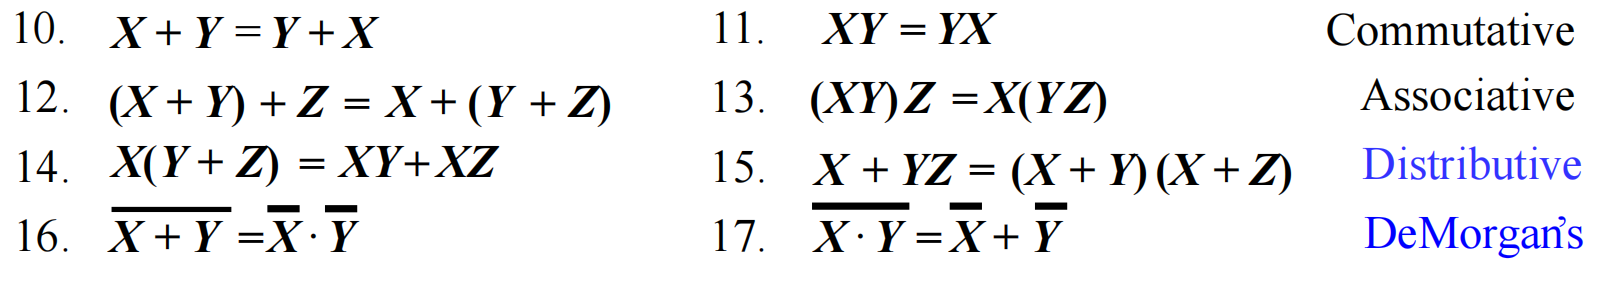 10. X + Y = Y + X 11. XY = YX Commutative
12. (X + Y) + Z = X + (Y + Z) 13. (XY) Z = X(YZ) Associative
14. X(Y + Z) = XY+ XZ 15. X + YZ = (X + Y) (X + Z) Distributive
16. X̅ ̅+̅ ̅Y̅ = X̅ · Y̅ 17. X̅ ̅·̅ ̅Y̅ = X̅ + Y̅ DeMorgan’s